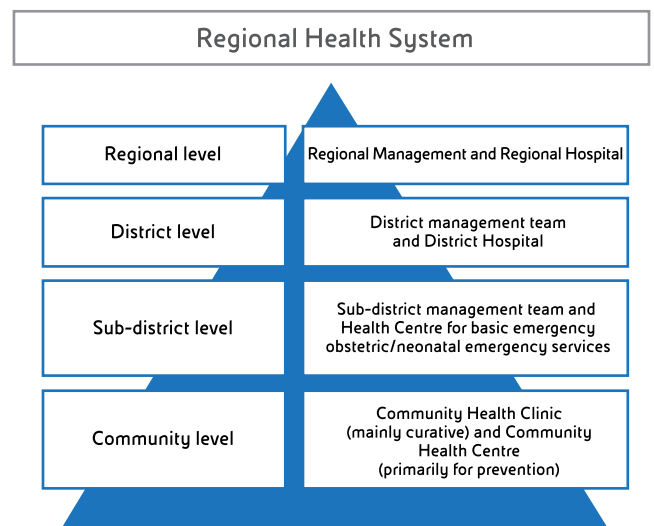 Regional Health System
Regional level
Regional Management and Regional Hospital
District level
District management team
and District Hospital
Sub-district level
Sub-district management team and
Health Centre for basic emergency
obstetric/neonatal emergency services
Community level
Community Health Clinic
(mainly curative) and Community
Health Centre
(primarily for prevention)